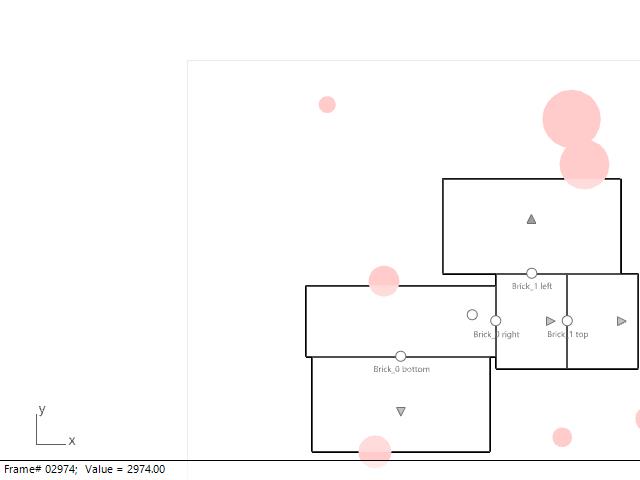 Brick_1 left
Brick_0 right
Brick_1 top
Brick_0 bottom
y
x
Frame# 02974; Value = 2974.00